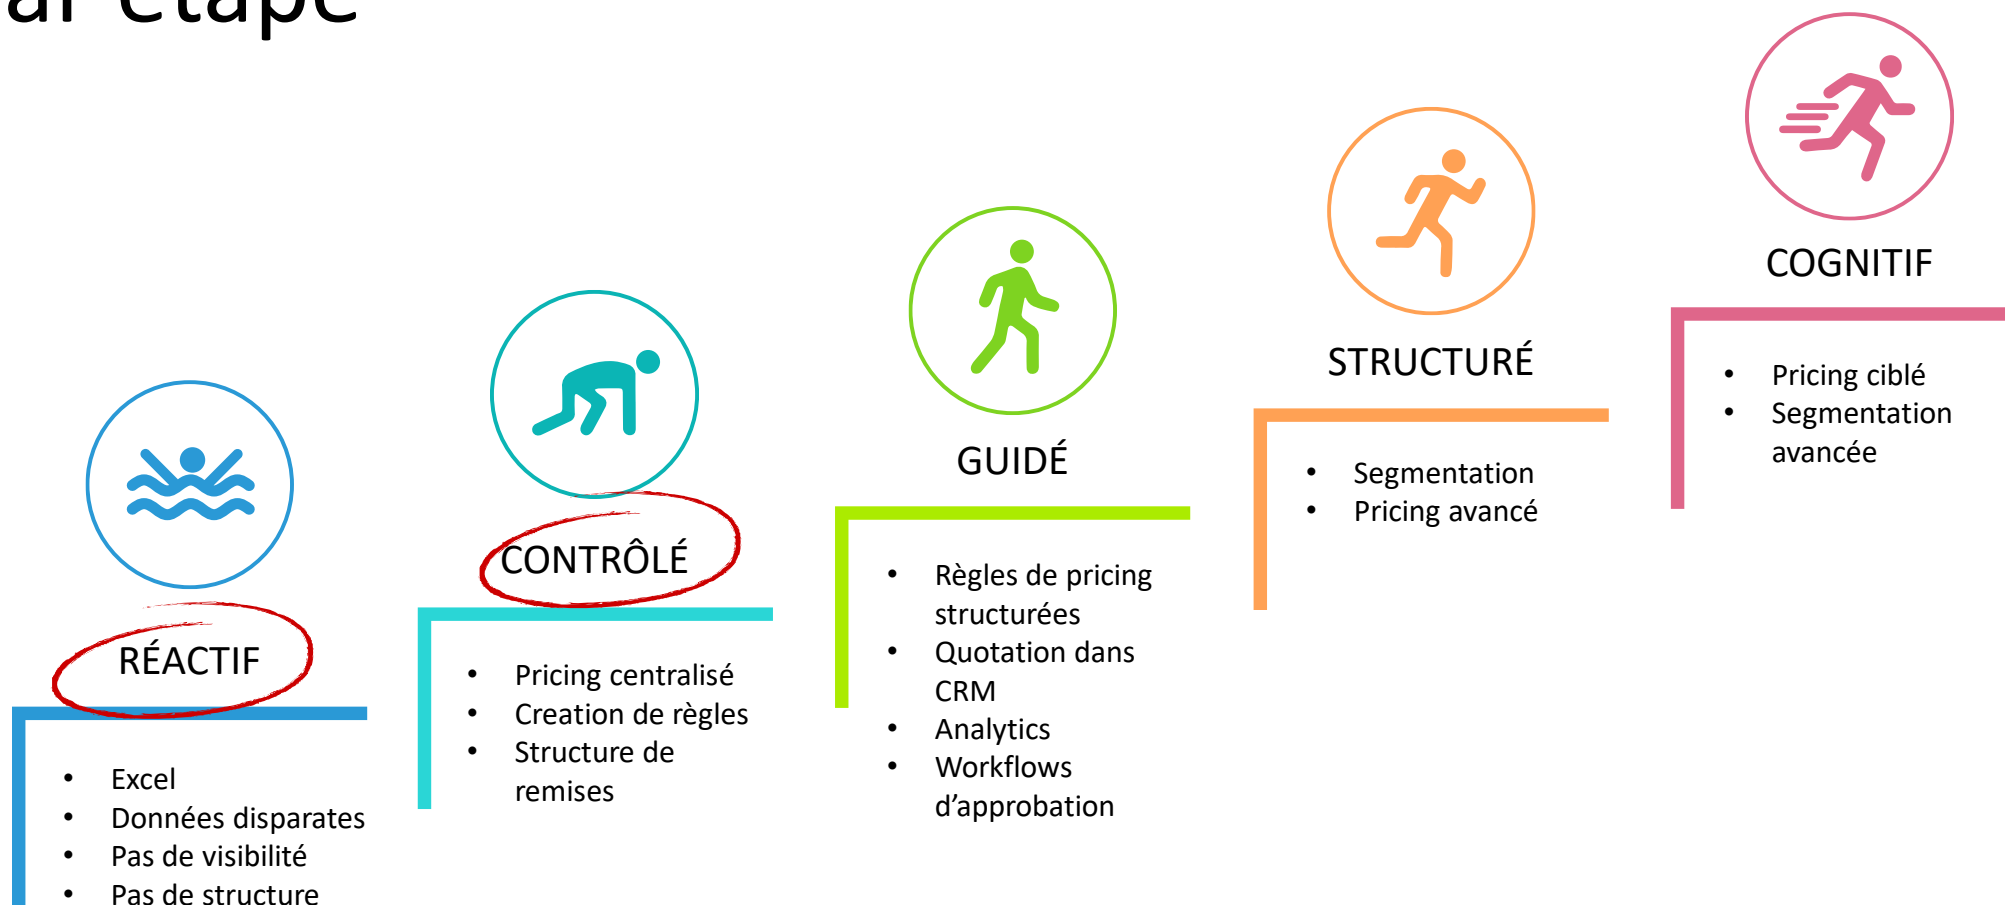 ar étape
RÉACTIF
• Excel
• Données disparates
• Pas de visibilité
• Pas de structure
CONTRÔLÉ
• Pricing centralisé
• Creation de règles
• Structure de
remises
GUIDÉ
• Règles de pricing
structurées
• Quotation dans
CRM
• Analytics
• Workflows
d’approbation
STRUCTURÉ
• Segmentation
• Pricing avancé
COGNITIF
• Pricing ciblé
• Segmentation
avancée